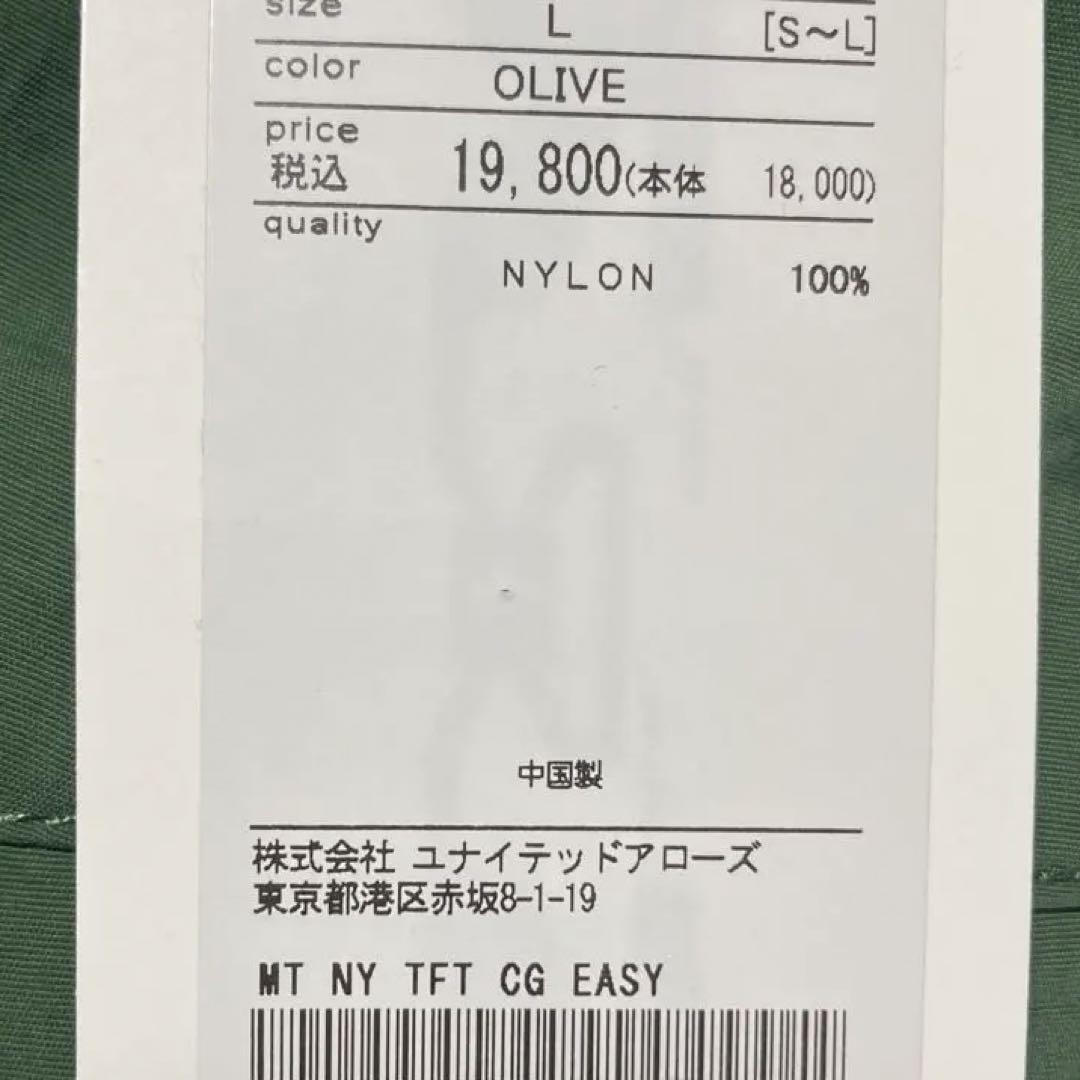 size L [S～L]
color OLIVE
price
税込 19,800(本体 18,000)
quality
NYLON 100%
中国製
株式会社 ユナイテッドアローズ
東京都港区赤坂8-1-19
MT NY TFT CG EASY